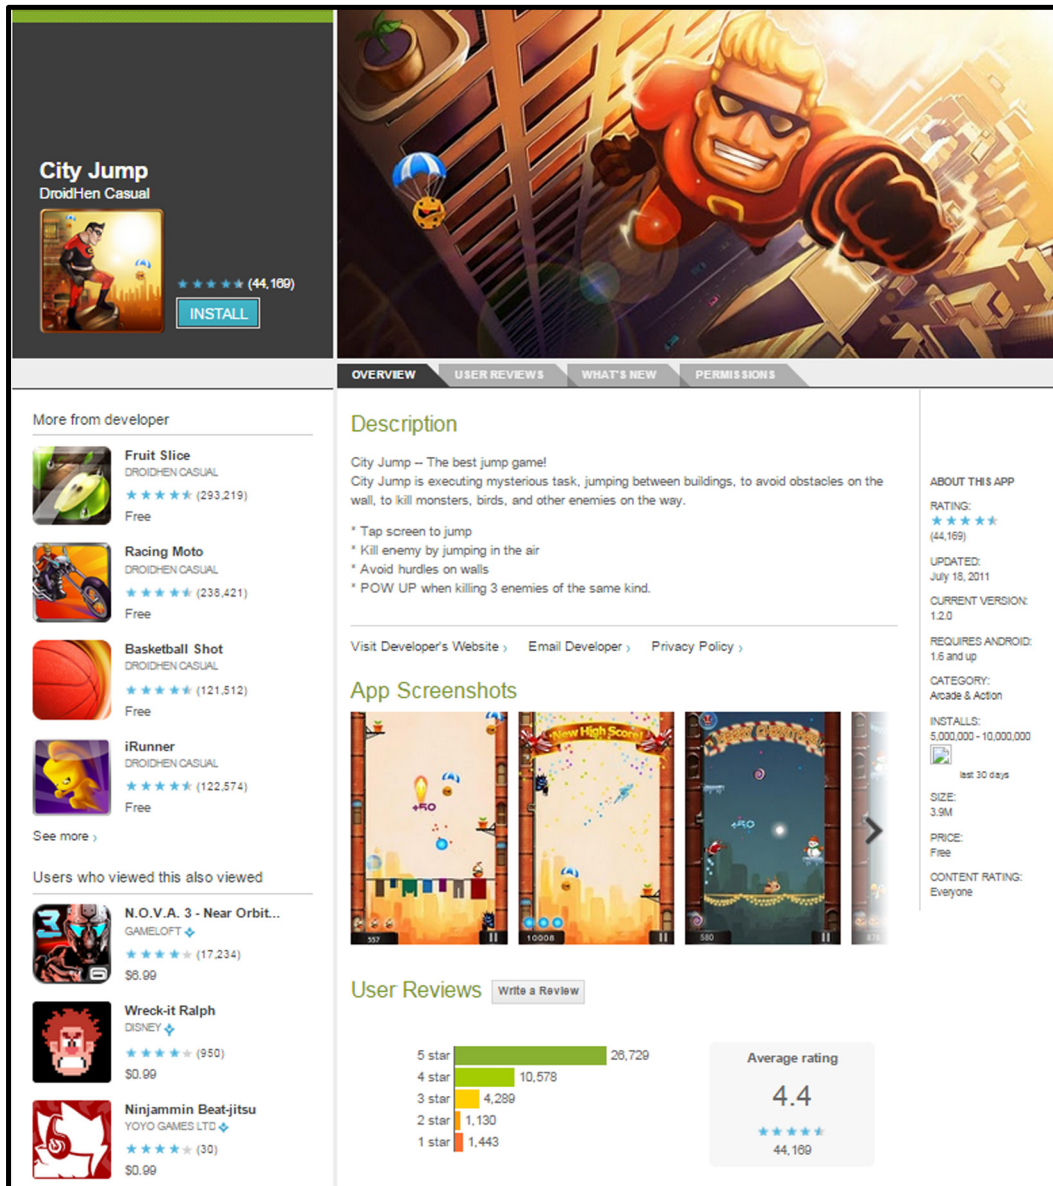 City Jump
DroidHen Casual
(44,169)
INSTALL
OVERVIEW
USER REVIEWS
WHAT'S NEW
PERMISSIONS
More from developer
Fruit Slice
DROIDHEN CASUAL
(293,219)
Free
Racing Moto
DROIDHEN CASUAL
(238,421)
Free
Basketball Shot
DROIDHEN CASUAL
(121,512)
Free
iRunner
DROIDHEN CASUAL
(122,574)
Free
See more ›
Users who viewed this also viewed
N.O.V.A. 3 - Near Orbit...
GAMELOFT
(17,234)
$6.99
Wreck-it Ralph
DISNEY
(950)
$0.99
Ninjammin Beat-jitsu
YOYO GAMES LTD
(30)
$0.99
Description
City Jump -- The best jump game!
City Jump is executing mysterious task, jumping between buildings, to avoid obstacles on the
wall, to kill monsters, birds, and other enemies on the way.
* Tap screen to jump
* Kill enemy by jumping in the air
* Avoid hurdles on walls
* POW UP when killing 3 enemies of the same kind.
Visit Developer's Website › Email Developer › Privacy Policy ›
App Screenshots
+50
557
New High Score!
10008
+50
580
878
User Reviews
Write a Review
5 star 26,729
4 star 10,578
3 star 4,289
2 star 1,130
1 star 1,443
Average rating
4.4
44,169
ABOUT THIS APP
RATING:
(44,169)
UPDATED:
July 18, 2011
CURRENT VERSION:
1.2.0
REQUIRES ANDROID:
1.6 and up
CATEGORY:
Arcade & Action
INSTALLS:
5,000,000 - 10,000,000
last 30 days
SIZE:
3.9M
PRICE:
Free
CONTENT RATING:
Everyone